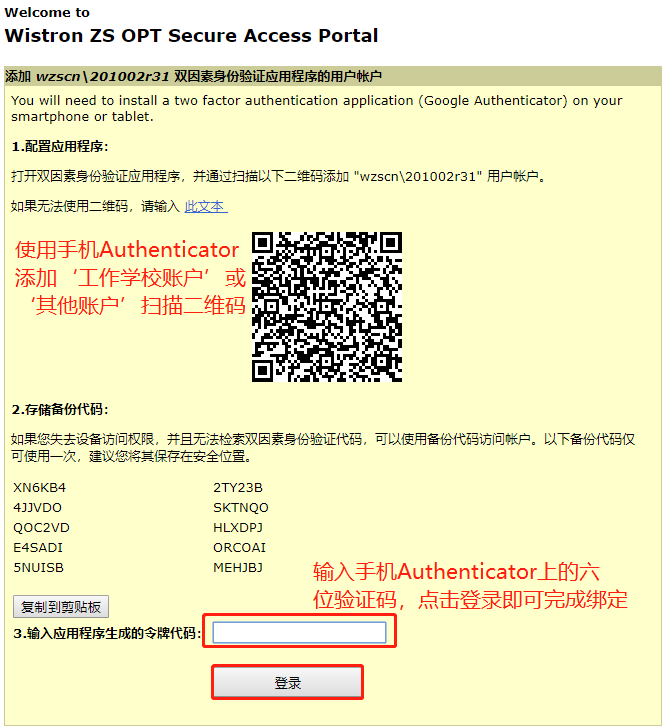 Welcome to
Wistron ZS OPT Secure Access Portal
添加 wzscn\201002r31 双因素身份验证应用程序的用户帐户
You will need to install a two factor authentication application (Google Authenticator) on your
smartphone or tablet.
1.配置应用程序：
打开双因素身份验证应用程序，并通过扫描以下二维码添加 "wzscn\201002r31" 用户帐户。
如果无法使用二维码，请输入 此文本
使用手机Authenticator
添加‘工作学校账户’或
‘其他账户’扫描二维码
2.存储备份代码：
如果您失去设备访问权限，并且无法检索双因素身份验证代码，可以使用备份代码访问帐户。以下备份代码仅
可使用一次，建议您将其保存在安全位置。
XN6KB4 2TY23B
4JJVDO SKTNQO
QOC2VD HLXDPJ
E4SADI ORCOAI
5NUISB MEHJBJ
输入手机Authenticator上的六
位验证码，点击登录即可完成绑定
复制到剪贴板
3.输入应用程序生成的令牌代码：
登录